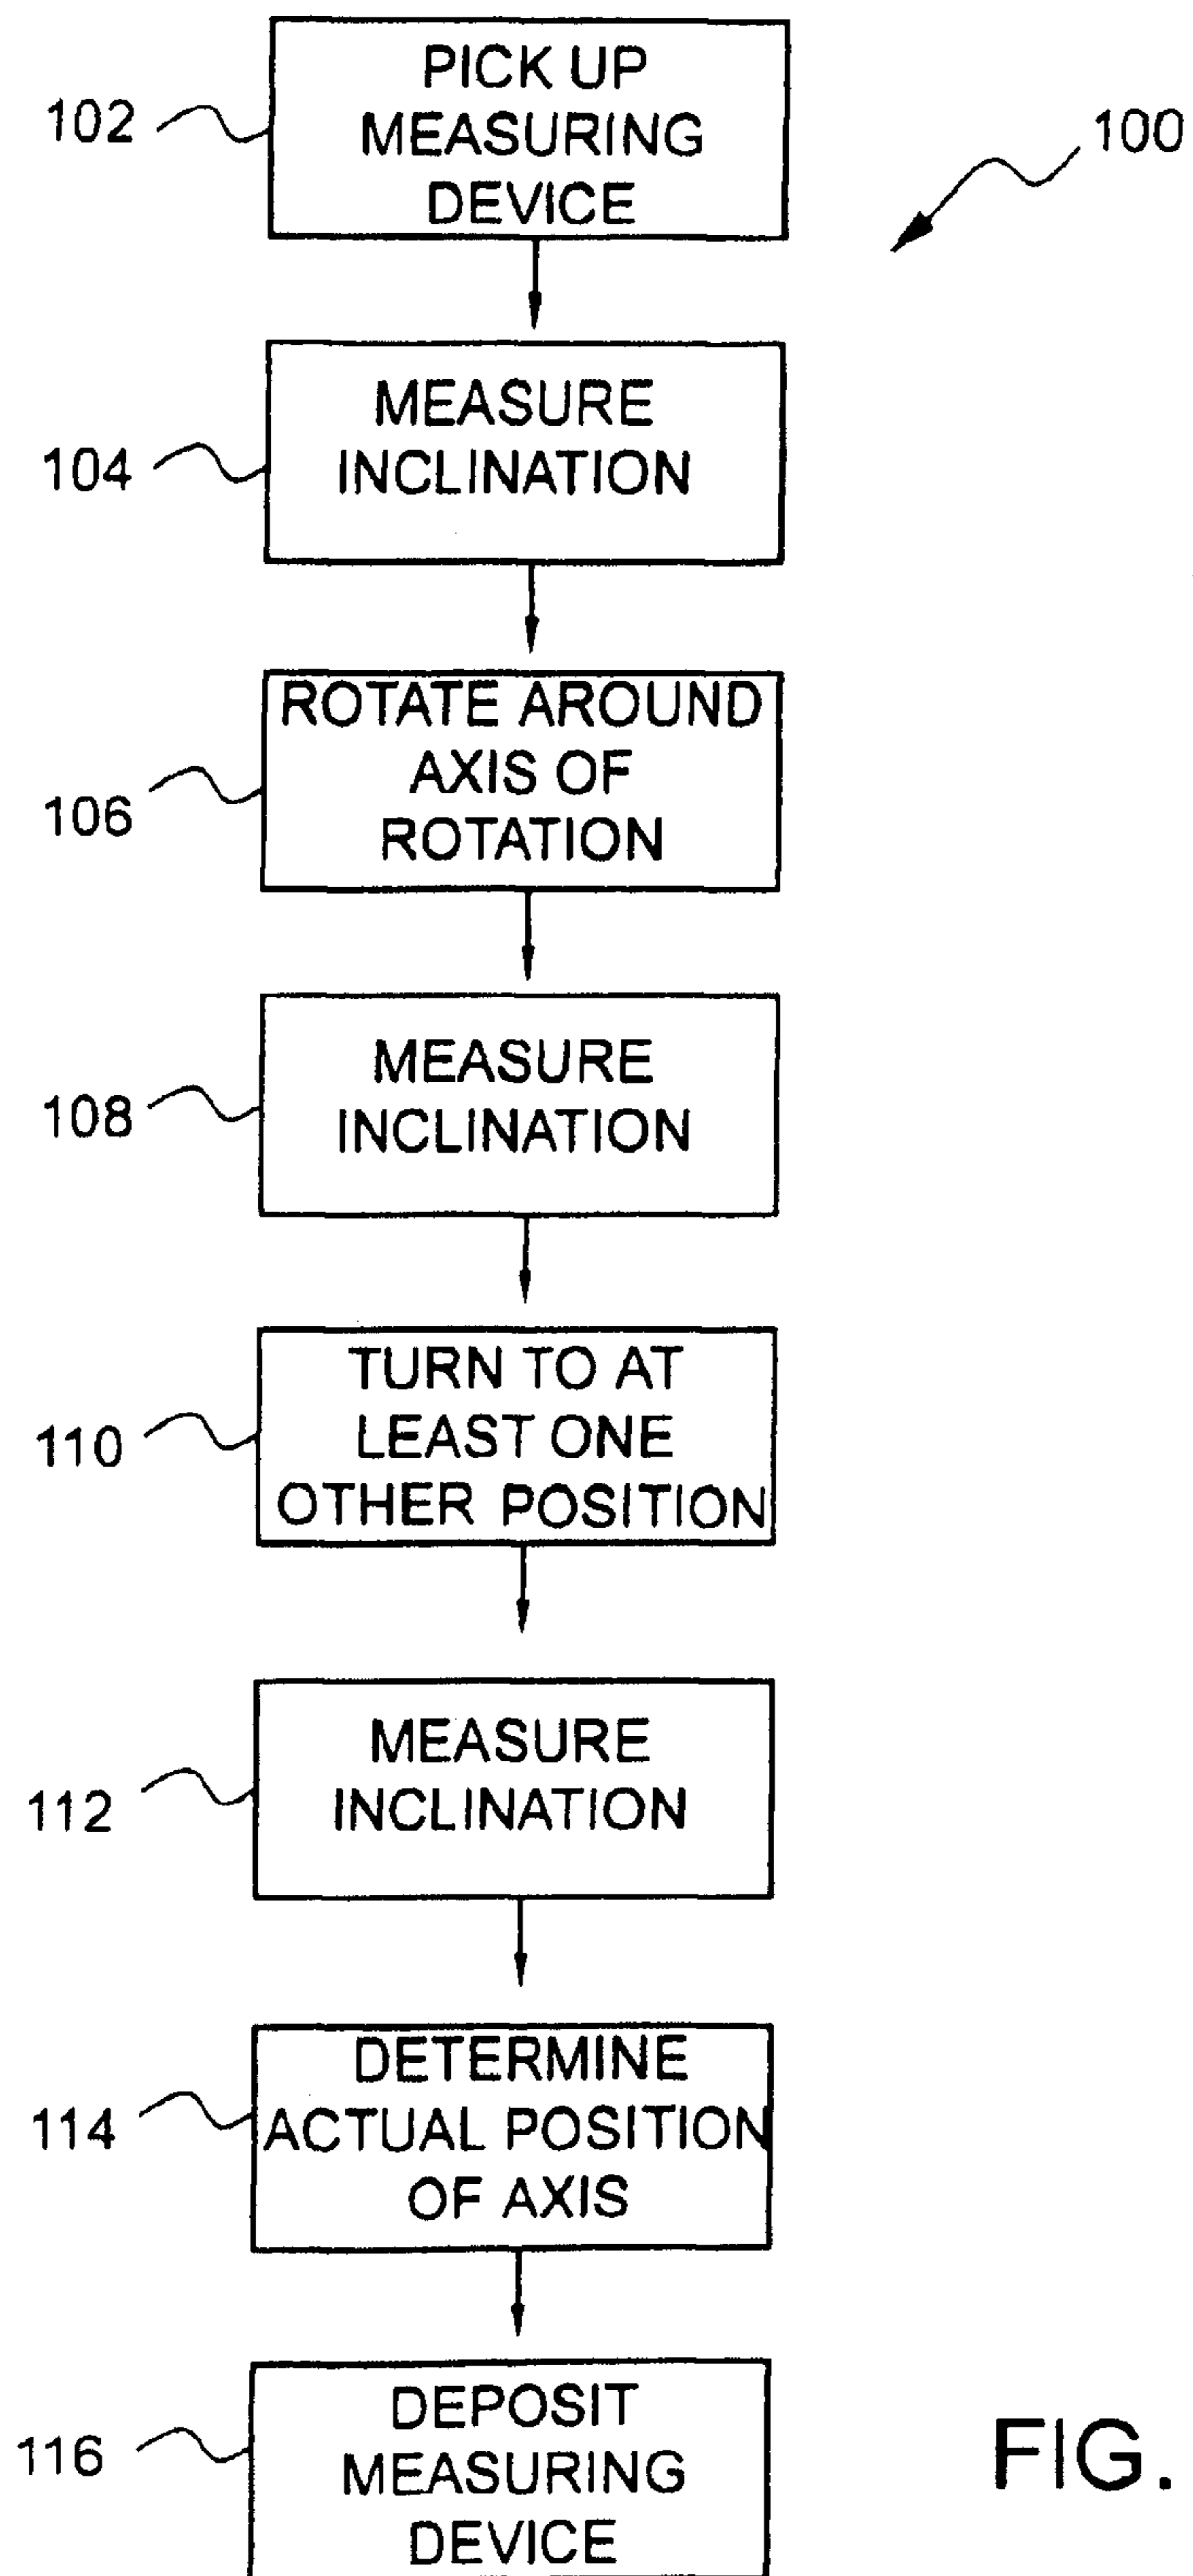 PICK UP
MEASURING
DEVICE
102
100
MEASURE
INCLINATION
104
ROTATE AROUND
AXIS OF
ROTATION
106
MEASURE
INCLINATION
108
TURN TO AT
LEAST ONE
OTHER POSITION
110
MEASURE
INCLINATION
112
DETERMINE
ACTUAL POSITION
OF AXIS
114
DEPOSIT
MEASURING
DEVICE
116
FIG.